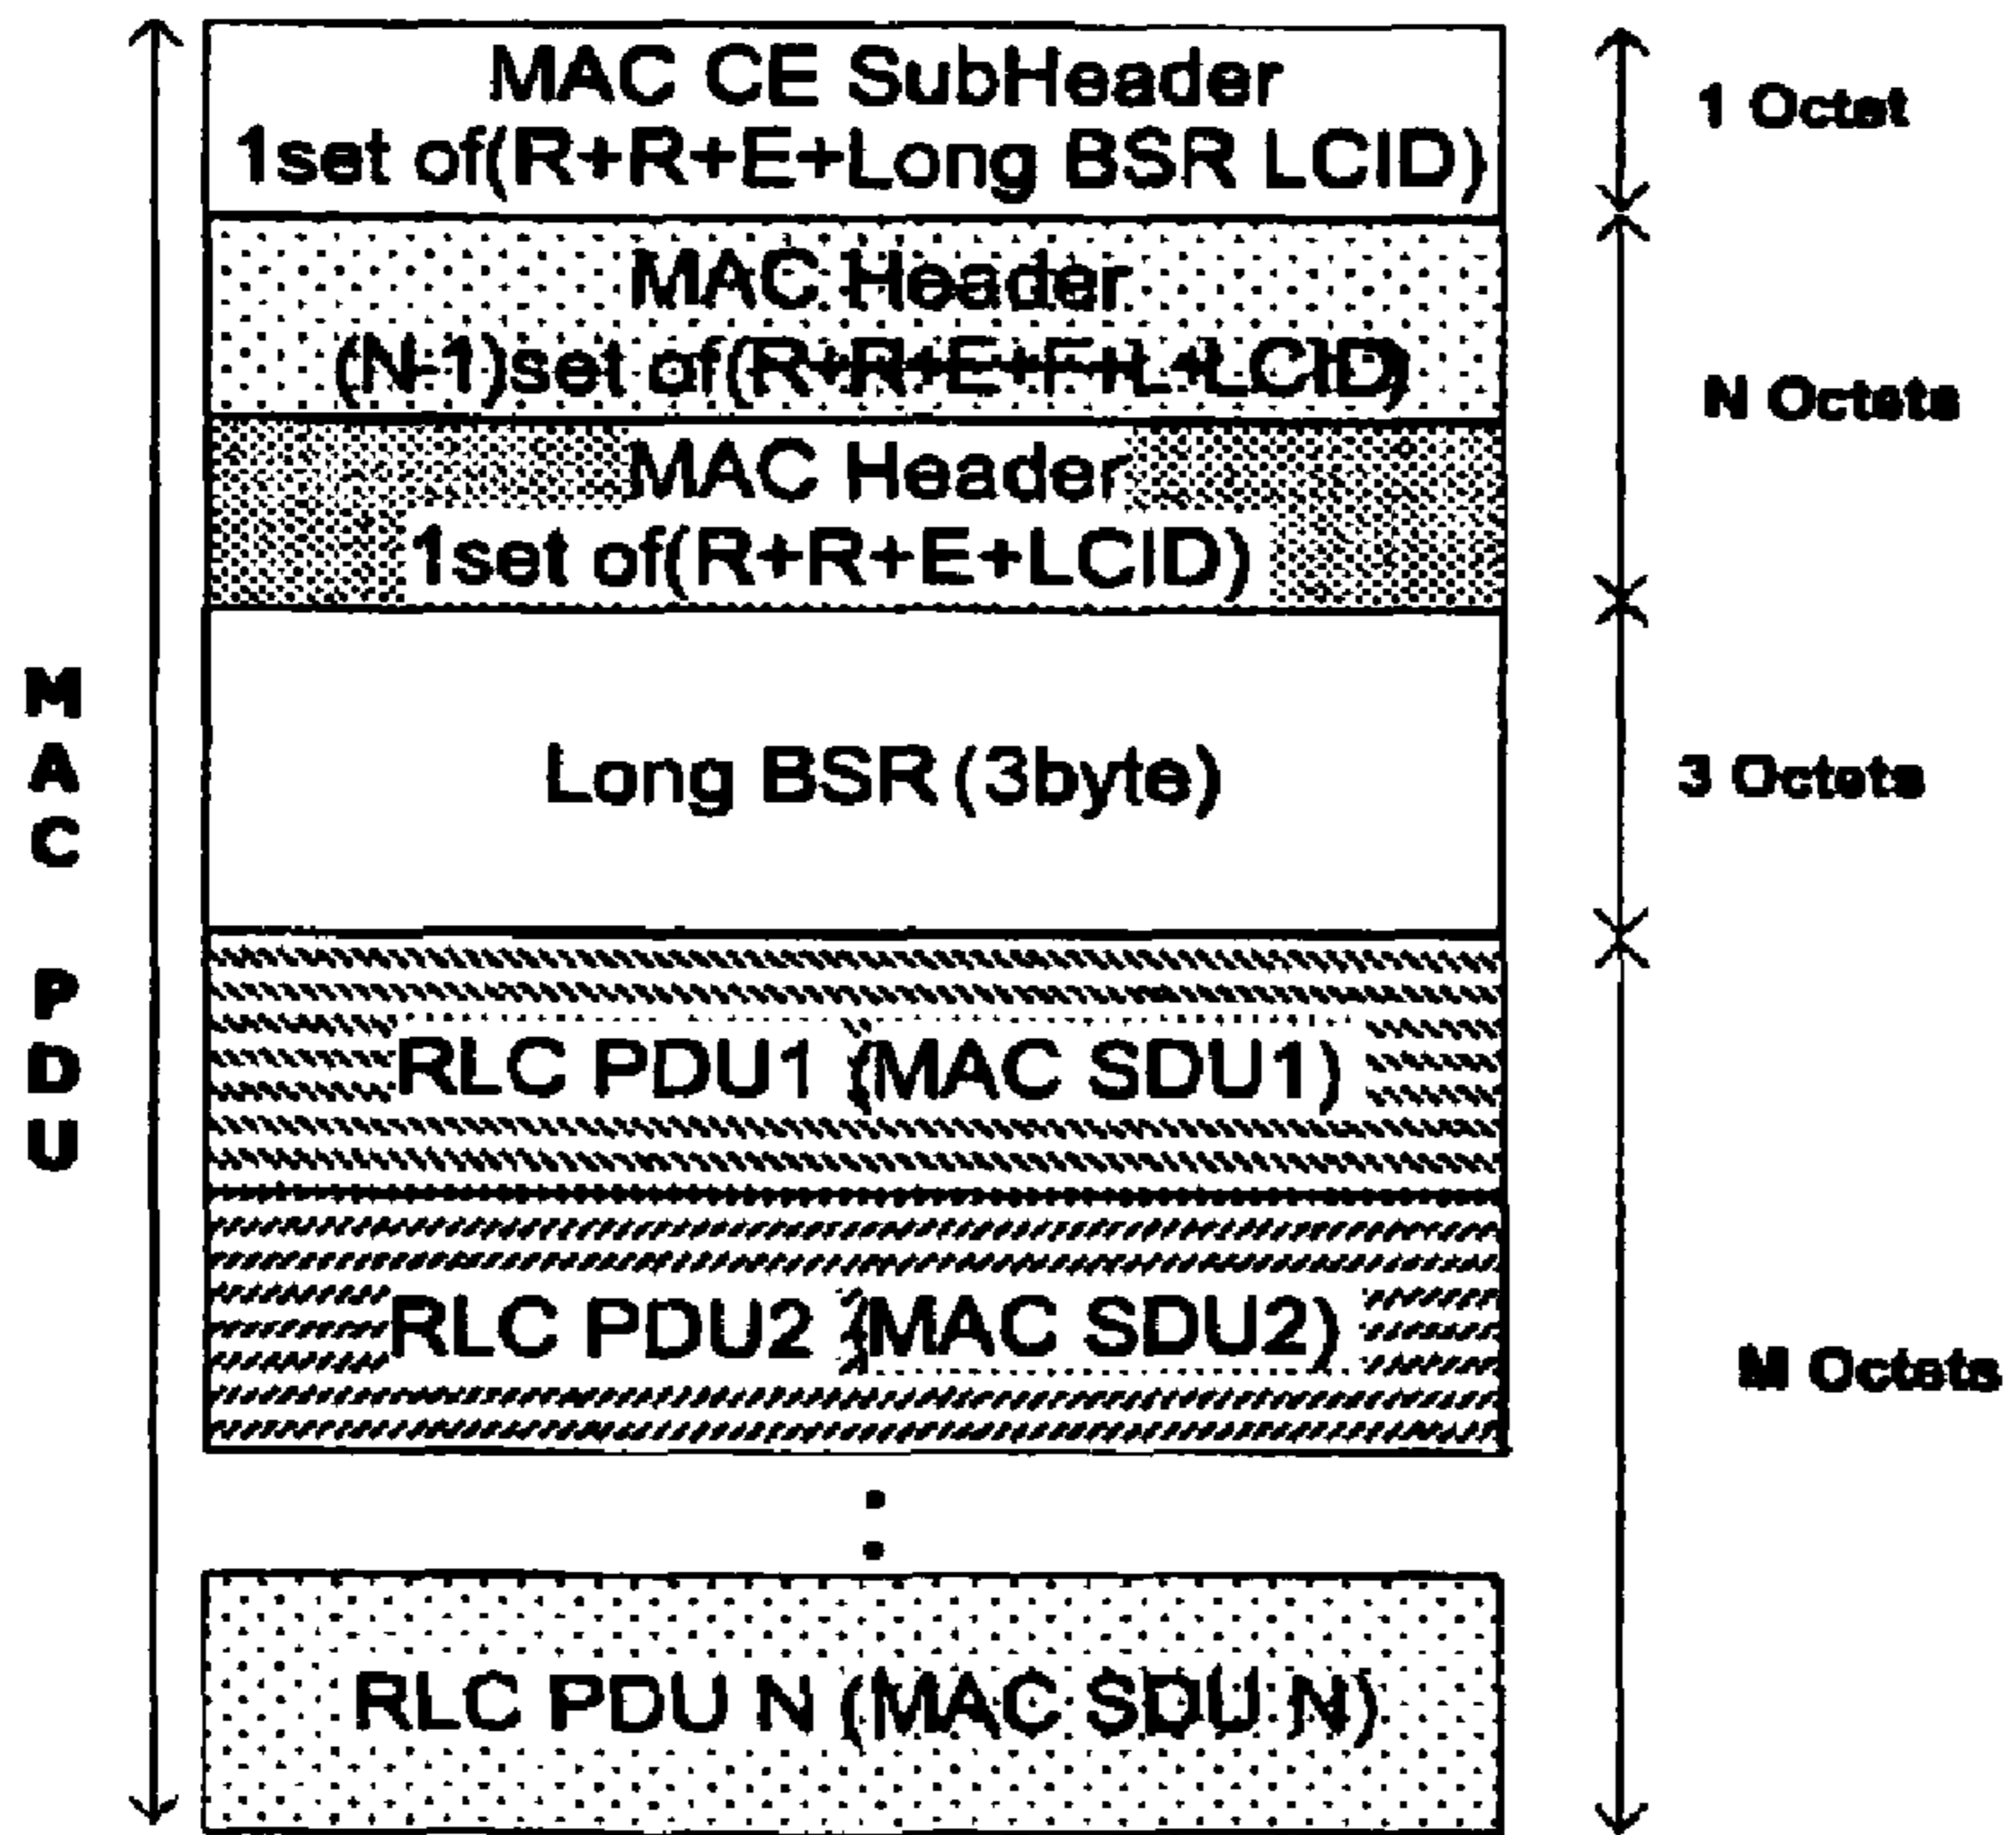 MAC CE SubHeader
1set of(R+R+E+Long BSR LCID)
1 Octet
MAC Header
(N-1)set of(R+R+E+F+L+LCID)
N Octets
MAC Header
1set of(R+R+E+LCID)
Long BSR (3byte)
3 Octets
MAC PDU
RLC PDU1 (MAC SDU1)
RLC PDU2 (MAC SDU2)
M Octets
:
RLC PDU N (MAC SDU N)